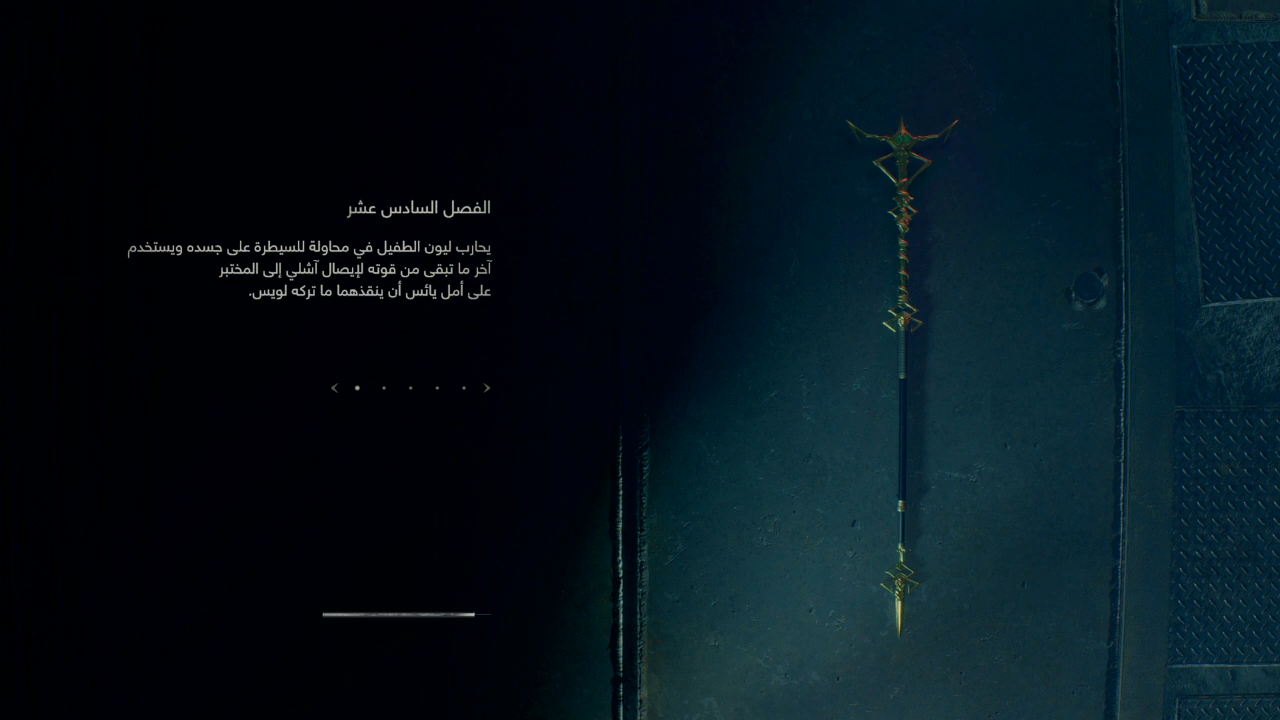 الفصل السادس عشر
يحارب ليون الطفيل في محاولة للسيطرة على جسده ويستخدم
آخر ما تبقى من قوته لإيصال آشلي إلى المختبر
على أمل يائس أن ينقذهما ما تركه لويس.